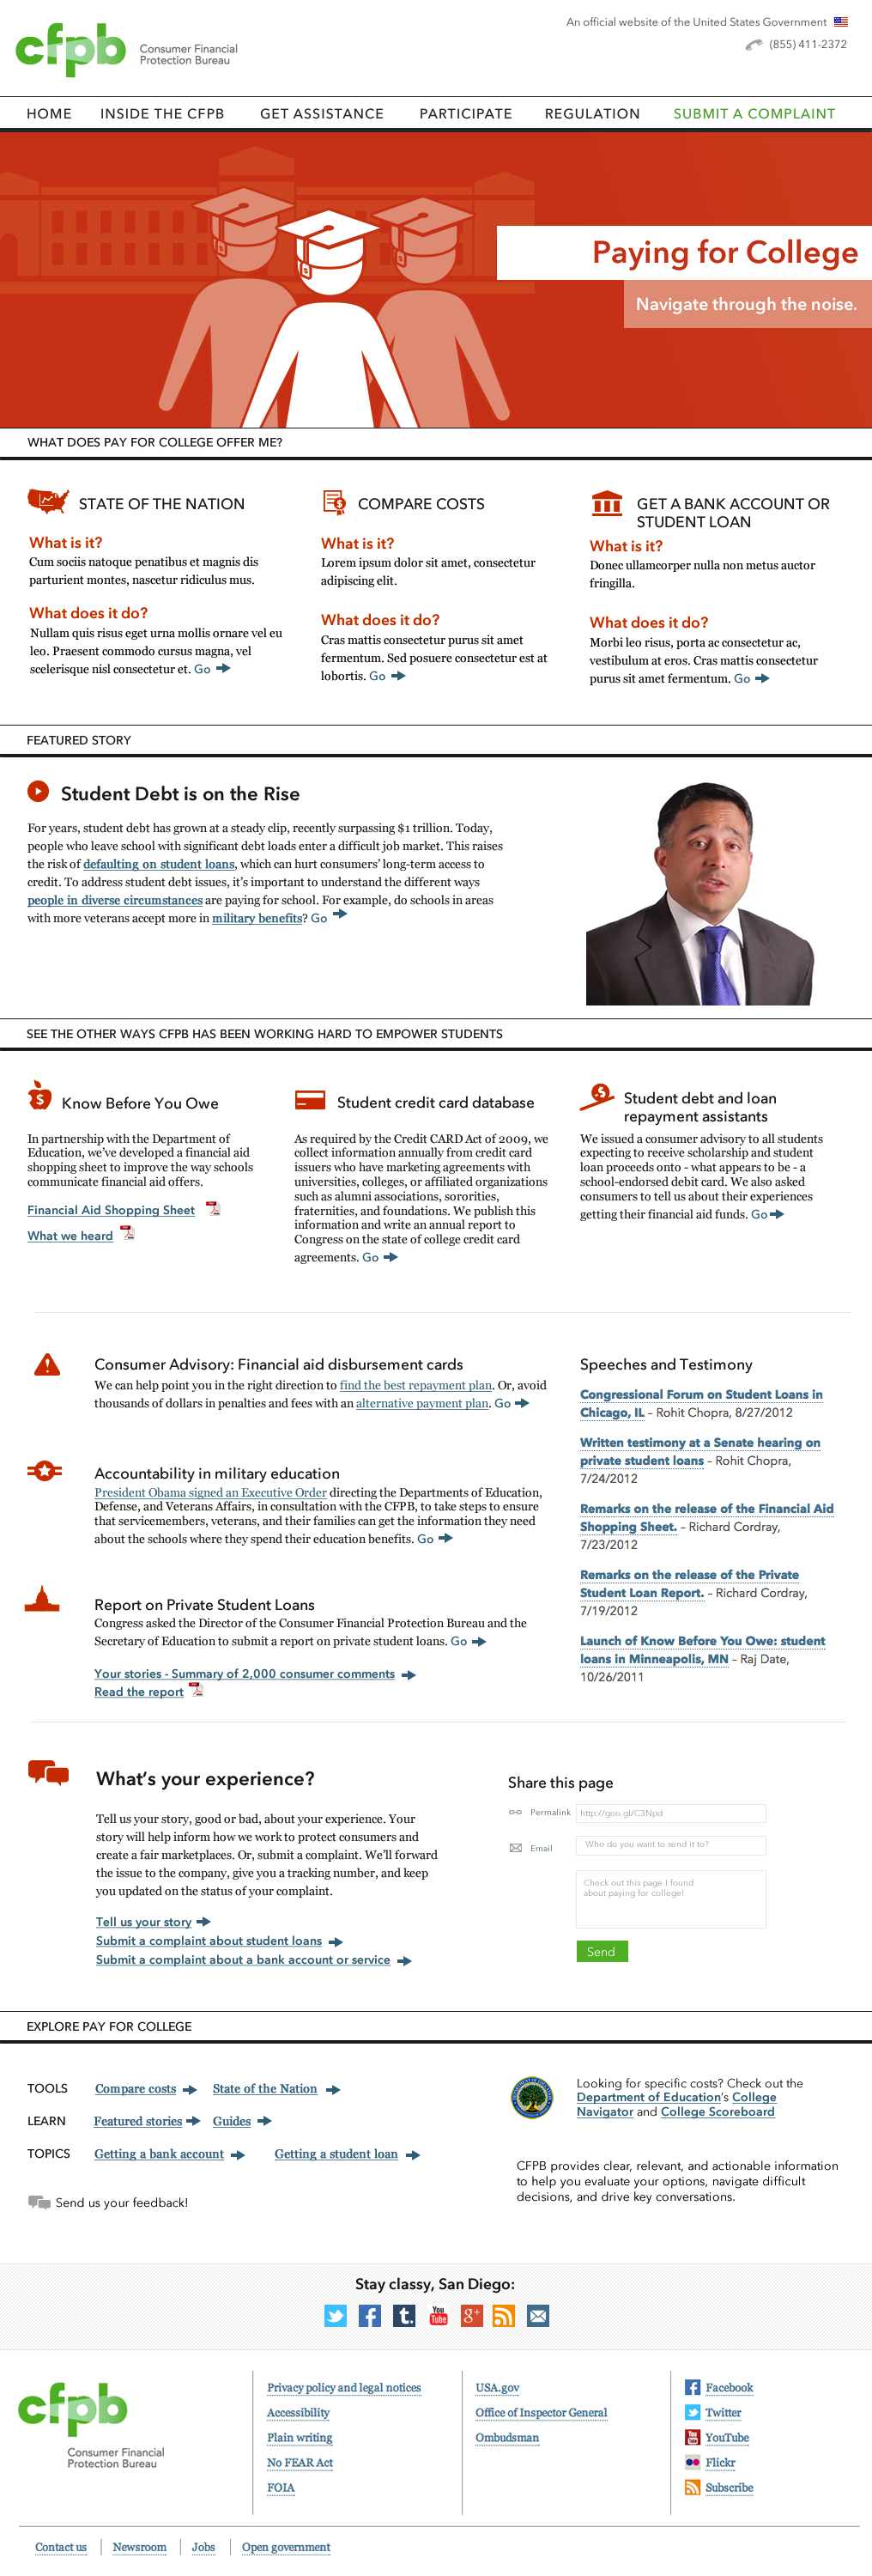 An official website of the United States Government
cfpb
Consumer Financial
Protection Bureau
(855) 411-2372
HOME INSIDE THE CFPB GET ASSISTANCE PARTICIPATE REGULATION SUBMIT A COMPLAINT
Paying for College
Navigate through the noise.
WHAT DOES PAY FOR COLLEGE OFFER ME?
STATE OF THE NATION
What is it?
Cum sociis natoque penatibus et magnis dis
parturient montes, nascetur ridiculus mus.
What does it do?
Nullam quis risus eget urna mollis ornare vel eu
leo. Praesent commodo cursus magna, vel
scelerisque nisl consectetur et. Go
COMPARE COSTS
What is it?
Lorem ipsum dolor sit amet, consectetur
adipiscing elit.
What does it do?
Cras mattis consectetur purus sit amet
fermentum. Sed posuere consectetur est at
lobortis. Go
GET A BANK ACCOUNT OR
STUDENT LOAN
What is it?
Donec ullamcorper nulla non metus auctor
fringilla.
What does it do?
Morbi leo risus, porta ac consectetur ac,
vestibulum at eros. Cras mattis consectetur
purus sit amet fermentum. Go
FEATURED STORY
Student Debt is on the Rise
For years, student debt has grown at a steady clip, recently surpassing $1 trillion. Today,
people who leave school with significant debt loads enter a difficult job market. This raises
the risk of defaulting on student loans, which can hurt consumers' long-term access to
credit. To address student debt issues, it's important to understand the different ways
people in diverse circumstances are paying for school. For example, do schools in areas
with more veterans accept more in military benefits? Go
SEE THE OTHER WAYS CFPB HAS BEEN WORKING HARD TO EMPOWER STUDENTS
Know Before You Owe
In partnership with the Department of
Education, we've developed a financial aid
shopping sheet to improve the way schools
communicate financial aid offers.
Financial Aid Shopping Sheet
What we heard
Student credit card database
As required by the Credit CARD Act of 2009, we
collect information annually from credit card
issuers who have marketing agreements with
universities, colleges, or affiliated organizations
such as alumni associations, sororities,
fraternities, and foundations. We publish this
information and write an annual report to
Congress on the state of college credit card
agreements. Go
Student debt and loan
repayment assistants
We issued a consumer advisory to all students
expecting to receive scholarship and student
loan proceeds onto - what appears to be - a
school-endorsed debit card. We also asked
consumers to tell us about their experiences
getting their financial aid funds. Go
Consumer Advisory: Financial aid disbursement cards
We can help point you in the right direction to find the best repayment plan. Or, avoid
thousands of dollars in penalties and fees with an alternative payment plan. Go
Accountability in military education
President Obama signed an Executive Order directing the Departments of Education,
Defense, and Veterans Affairs, in consultation with the CFPB, to take steps to ensure
that servicemembers, veterans, and their families can get the information they need
about the schools where they spend their education benefits. Go
Report on Private Student Loans
Congress asked the Director of the Consumer Financial Protection Bureau and the
Secretary of Education to submit a report on private student loans. Go
Your stories - Summary of 2,000 consumer comments
Read the report
Speeches and Testimony
Congressional Forum on Student Loans in
Chicago, IL – Rohit Chopra, 8/27/2012
Written testimony at a Senate hearing on
private student loans – Rohit Chopra,
7/24/2012
Remarks on the release of the Financial Aid
Shopping Sheet. – Richard Cordray,
7/23/2012
Remarks on the release of the Private
Student Loan Report. – Richard Cordray,
7/19/2012
Launch of Know Before You Owe: student
loans in Minneapolis, MN – Raj Date,
10/26/2011
What's your experience?
Tell us your story, good or bad, about your experience. Your
story will help inform how we work to protect consumers and
create a fair marketplaces. Or, submit a complaint. We'll forward
the issue to the company, give you a tracking number, and keep
you updated on the status of your complaint.
Tell us your story
Submit a complaint about student loans
Submit a complaint about a bank account or service
Share this page
Permalink http://goo.gl/C3Npd
Email Who do you want to send it to?
Check out this page I found
about paying for college!
Send
EXPLORE PAY FOR COLLEGE
TOOLS Compare costs State of the Nation
LEARN Featured stories Guides
TOPICS Getting a bank account Getting a student loan
Send us your feedback!
Looking for specific costs? Check out the
Department of Education's College
Navigator and College Scoreboard
CFPB provides clear, relevant, and actionable information
to help you evaluate your options, navigate difficult
decisions, and drive key conversations.
Stay classy, San Diego:
cfpb
Consumer Financial
Protection Bureau
Privacy policy and legal notices
Accessibility
Plain writing
No FEAR Act
FOIA
USA.gov
Office of Inspector General
Ombudsman
Facebook
Twitter
YouTube
Flickr
Subscribe
Contact us Newsroom Jobs Open government